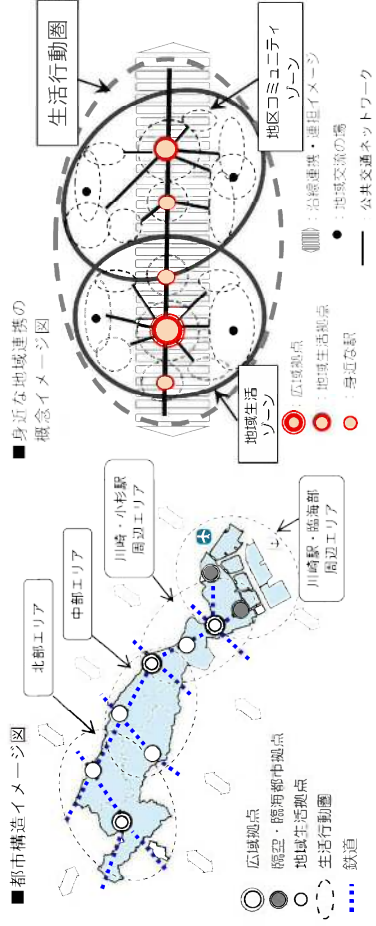 ■都市構造イメージ図
北部エリア
中部エリア
川崎・小杉駅
周辺エリア
川崎駅・臨海部
周辺エリア
広域拠点
臨空・臨海都市拠点
地域生活拠点
生活行動圏
鉄道
■身近な地域連携の
概念イメージ図
生活行動圏
地区コミュニティ
ゾーン
地域生活
ゾーン
：広域拠点
：地域生活拠点
：身近な駅
：沿線連携・連担イメージ
：地域交流の場
：公共交通ネットワーク